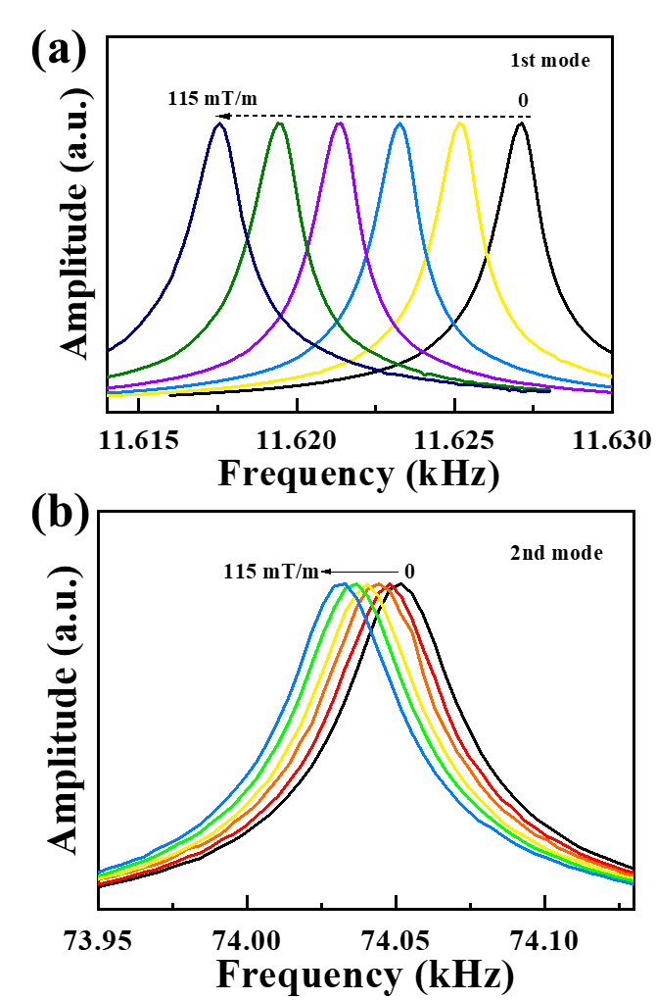 (a)
1st mode
115 mT/m
0
Amplitude (a.u.)
11.615
11.620
11.625
11.630
Frequency (kHz)
(b)
2nd mode
115 mT/m
0
Amplitude (a.u.)
73.95
74.00
74.05
74.10
Frequency (kHz)